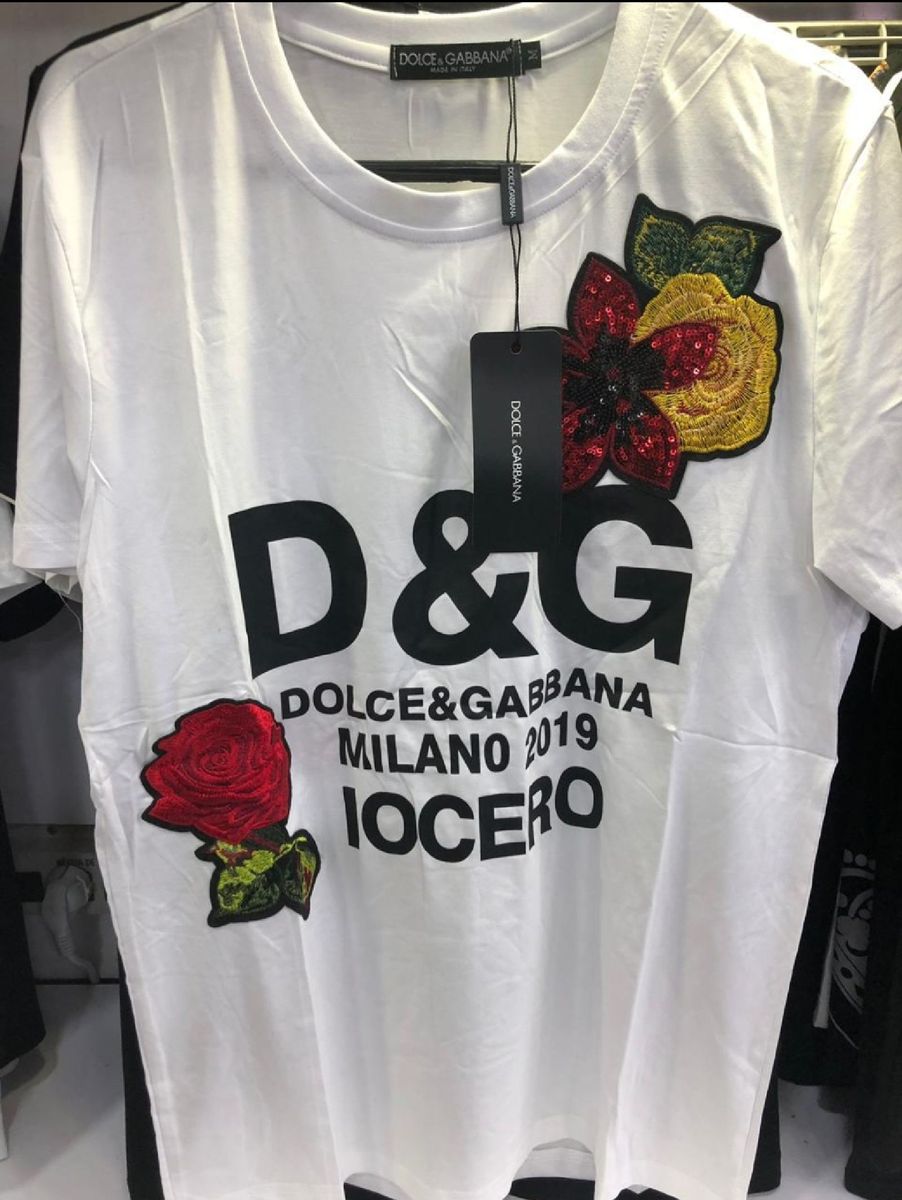 DOLCE & GABBANA® M
MADE IN ITALY
DOLCE&GABBANA
DOLCE & GABBANA
D&G
DOLCE&GABBANA
MILANO 2019
IOCERO